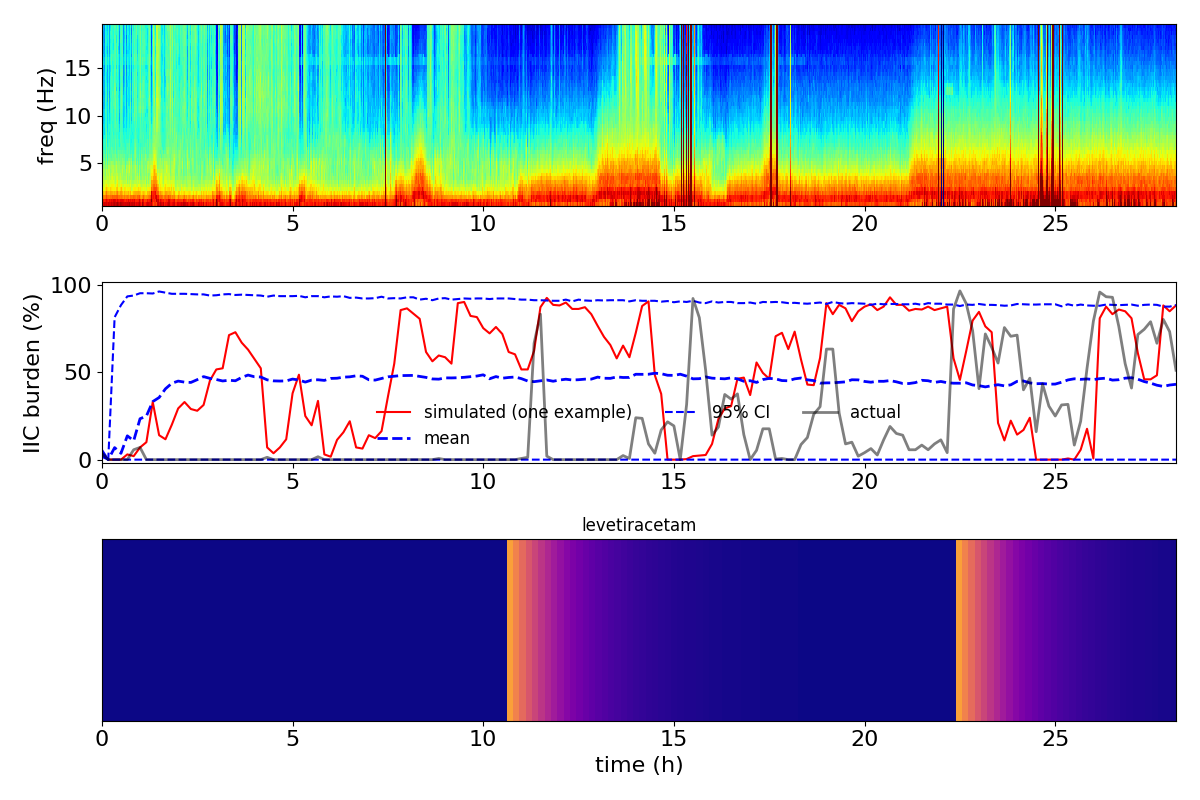 freq (Hz)
15
10
5
0 5 10 15 20 25
IIC burden (%)
100
50
0
simulated (one example) 95% CI actual
mean
0 5 10 15 20 25
levetiracetam
0 5 10 15 20 25
time (h)